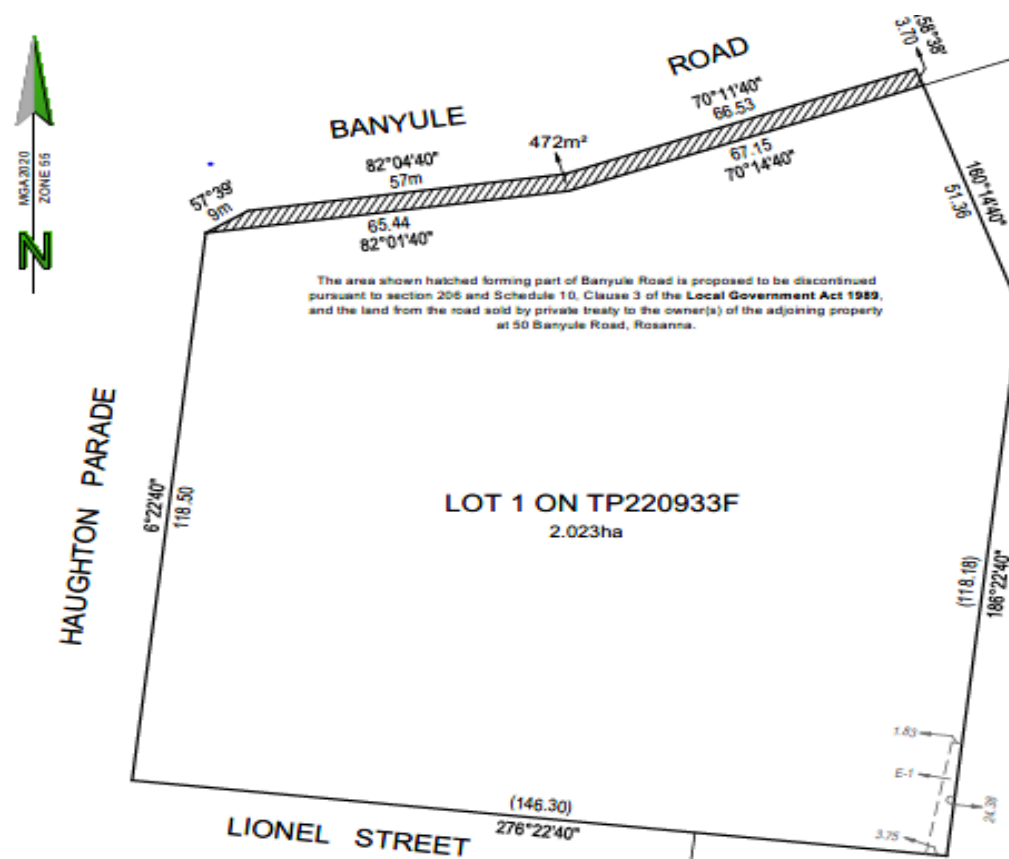 BANYULE ROAD
58°38'
3.70
70°11'40"
66.53
472m²
67.15
70°14'40"
82°04'40"
57m
57°39'
9m
65.44
82°01'40"
160°14'40"
51.36
MGA2020
ZONE 55
N
The area shown hatched forming part of Banyule Road is proposed to be discontinued
pursuant to section 206 and Schedule 10, Clause 3 of the Local Government Act 1989,
and the land from the road sold by private treaty to the owner(s) of the adjoining property
at 50 Banyule Road, Rosanna.
HAUGHTON PARADE
6°22'40"
118.50
LOT 1 ON TP220933F
2.023ha
(118.18)
186°22'40"
1.83
E-1
24.38
3.75
(146.30)
276°22'40"
LIONEL STREET